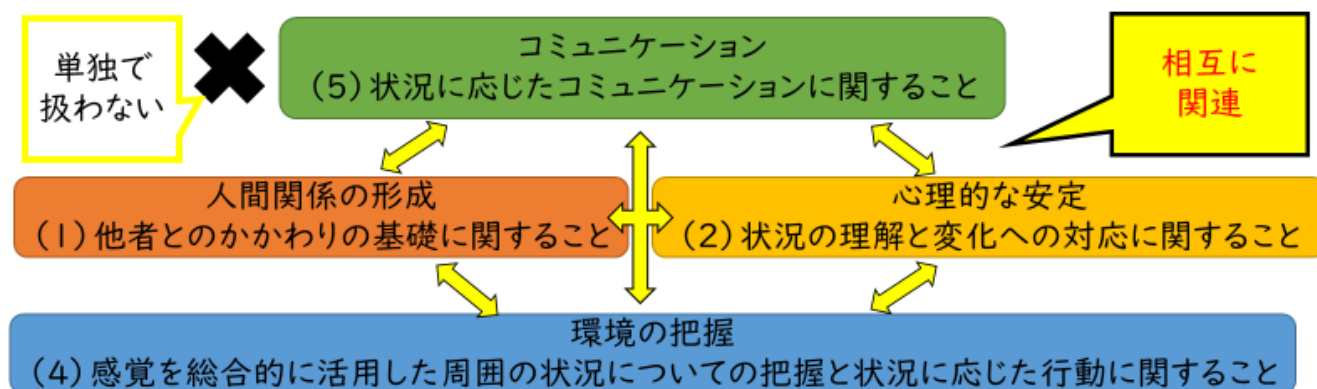 単独で
扱わない
コミュニケーション
(5)状況に応じたコミュニケーションに関すること
相互に
関連
人間関係の形成
(1)他者とのかかわりの基礎に関すること
心理的な安定
(2)状況の理解と変化への対応に関すること
環境の把握
(4)感覚を総合的に活用した周囲の状況についての把握と状況に応じた行動に関すること